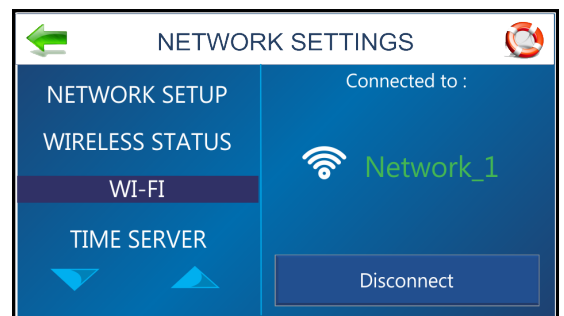 NETWORK SETTINGS
NETWORK SETUP
WIRELESS STATUS
WI-FI
TIME SERVER
Connected to :
Network_1
Disconnect